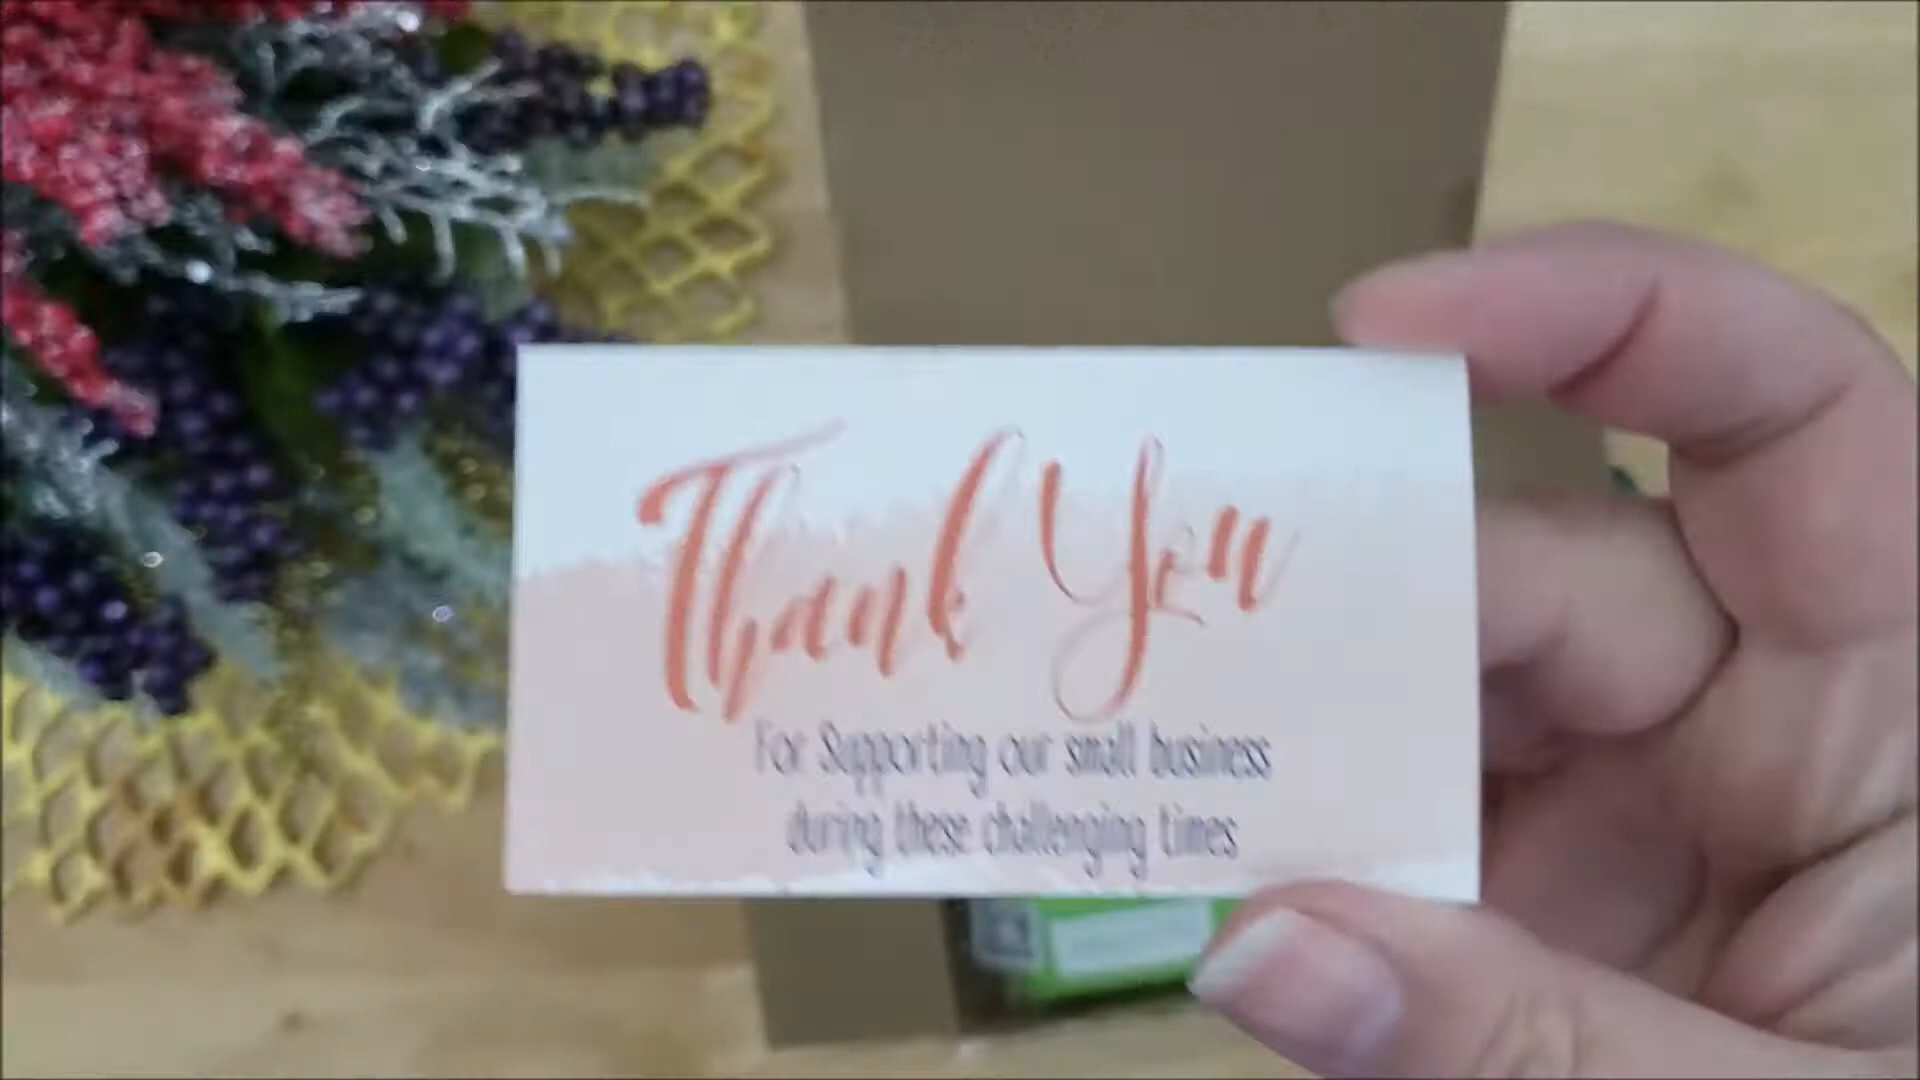 Thank You
For Supporting our small business
during these challenging times